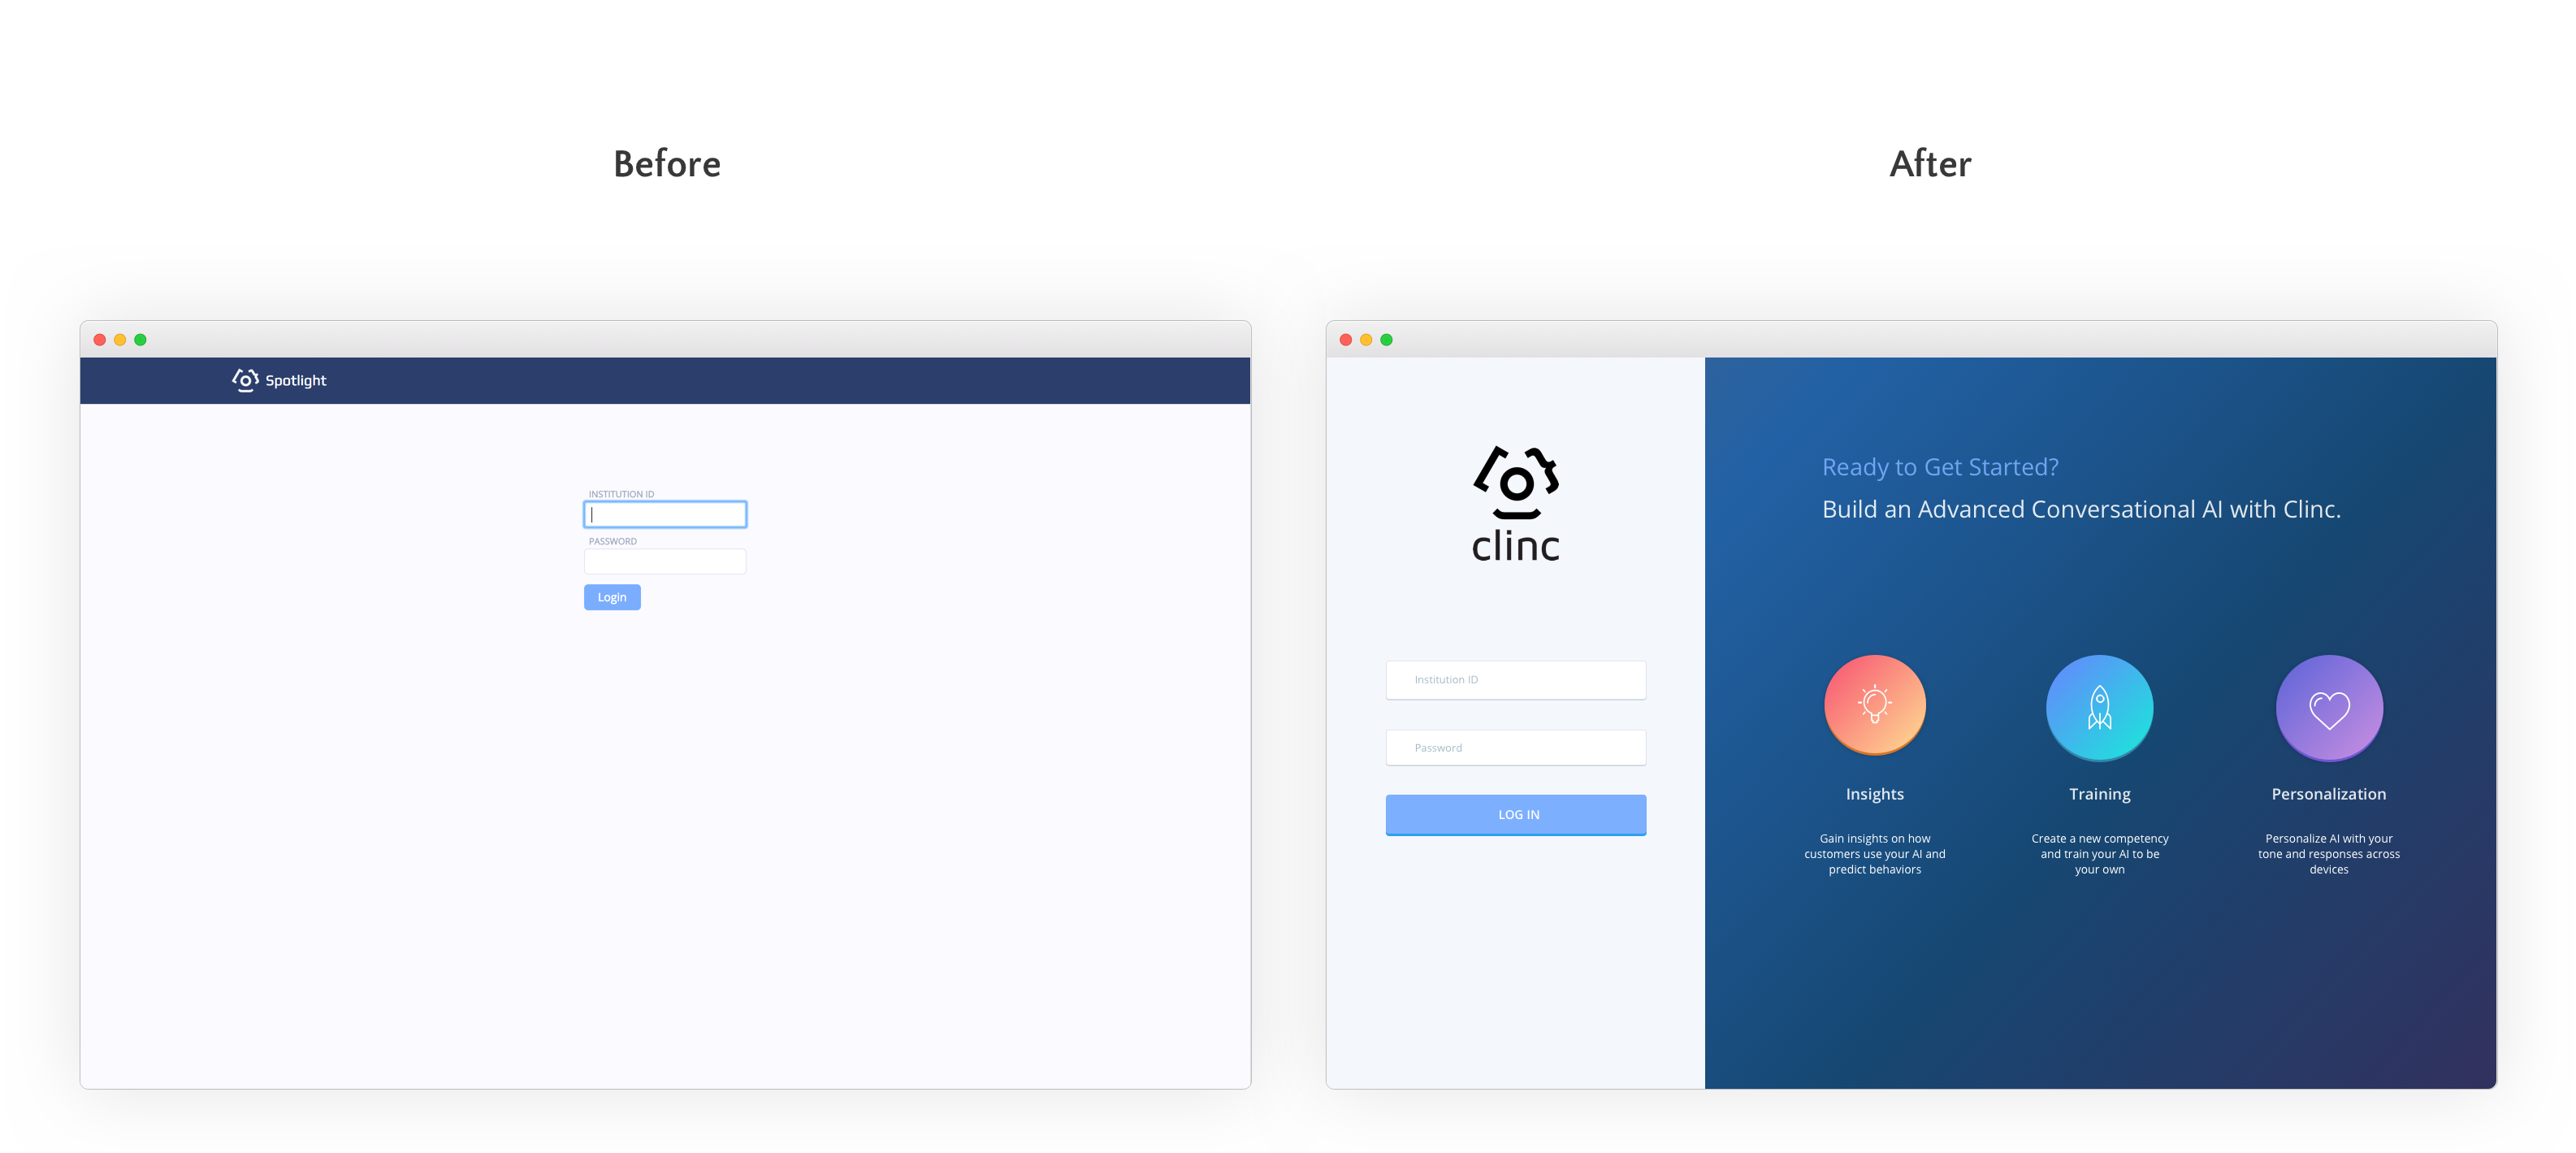 Before
Spotlight
INSTITUTION ID
PASSWORD
Login
After
clinc
Institution ID
Password
LOG IN
Ready to Get Started?
Build an Advanced Conversational AI with Clinc.
Insights
Gain insights on how
customers use your AI and
predict behaviors
Training
Create a new competency
and train your AI to be
your own
Personalization
Personalize AI with your
tone and responses across
devices